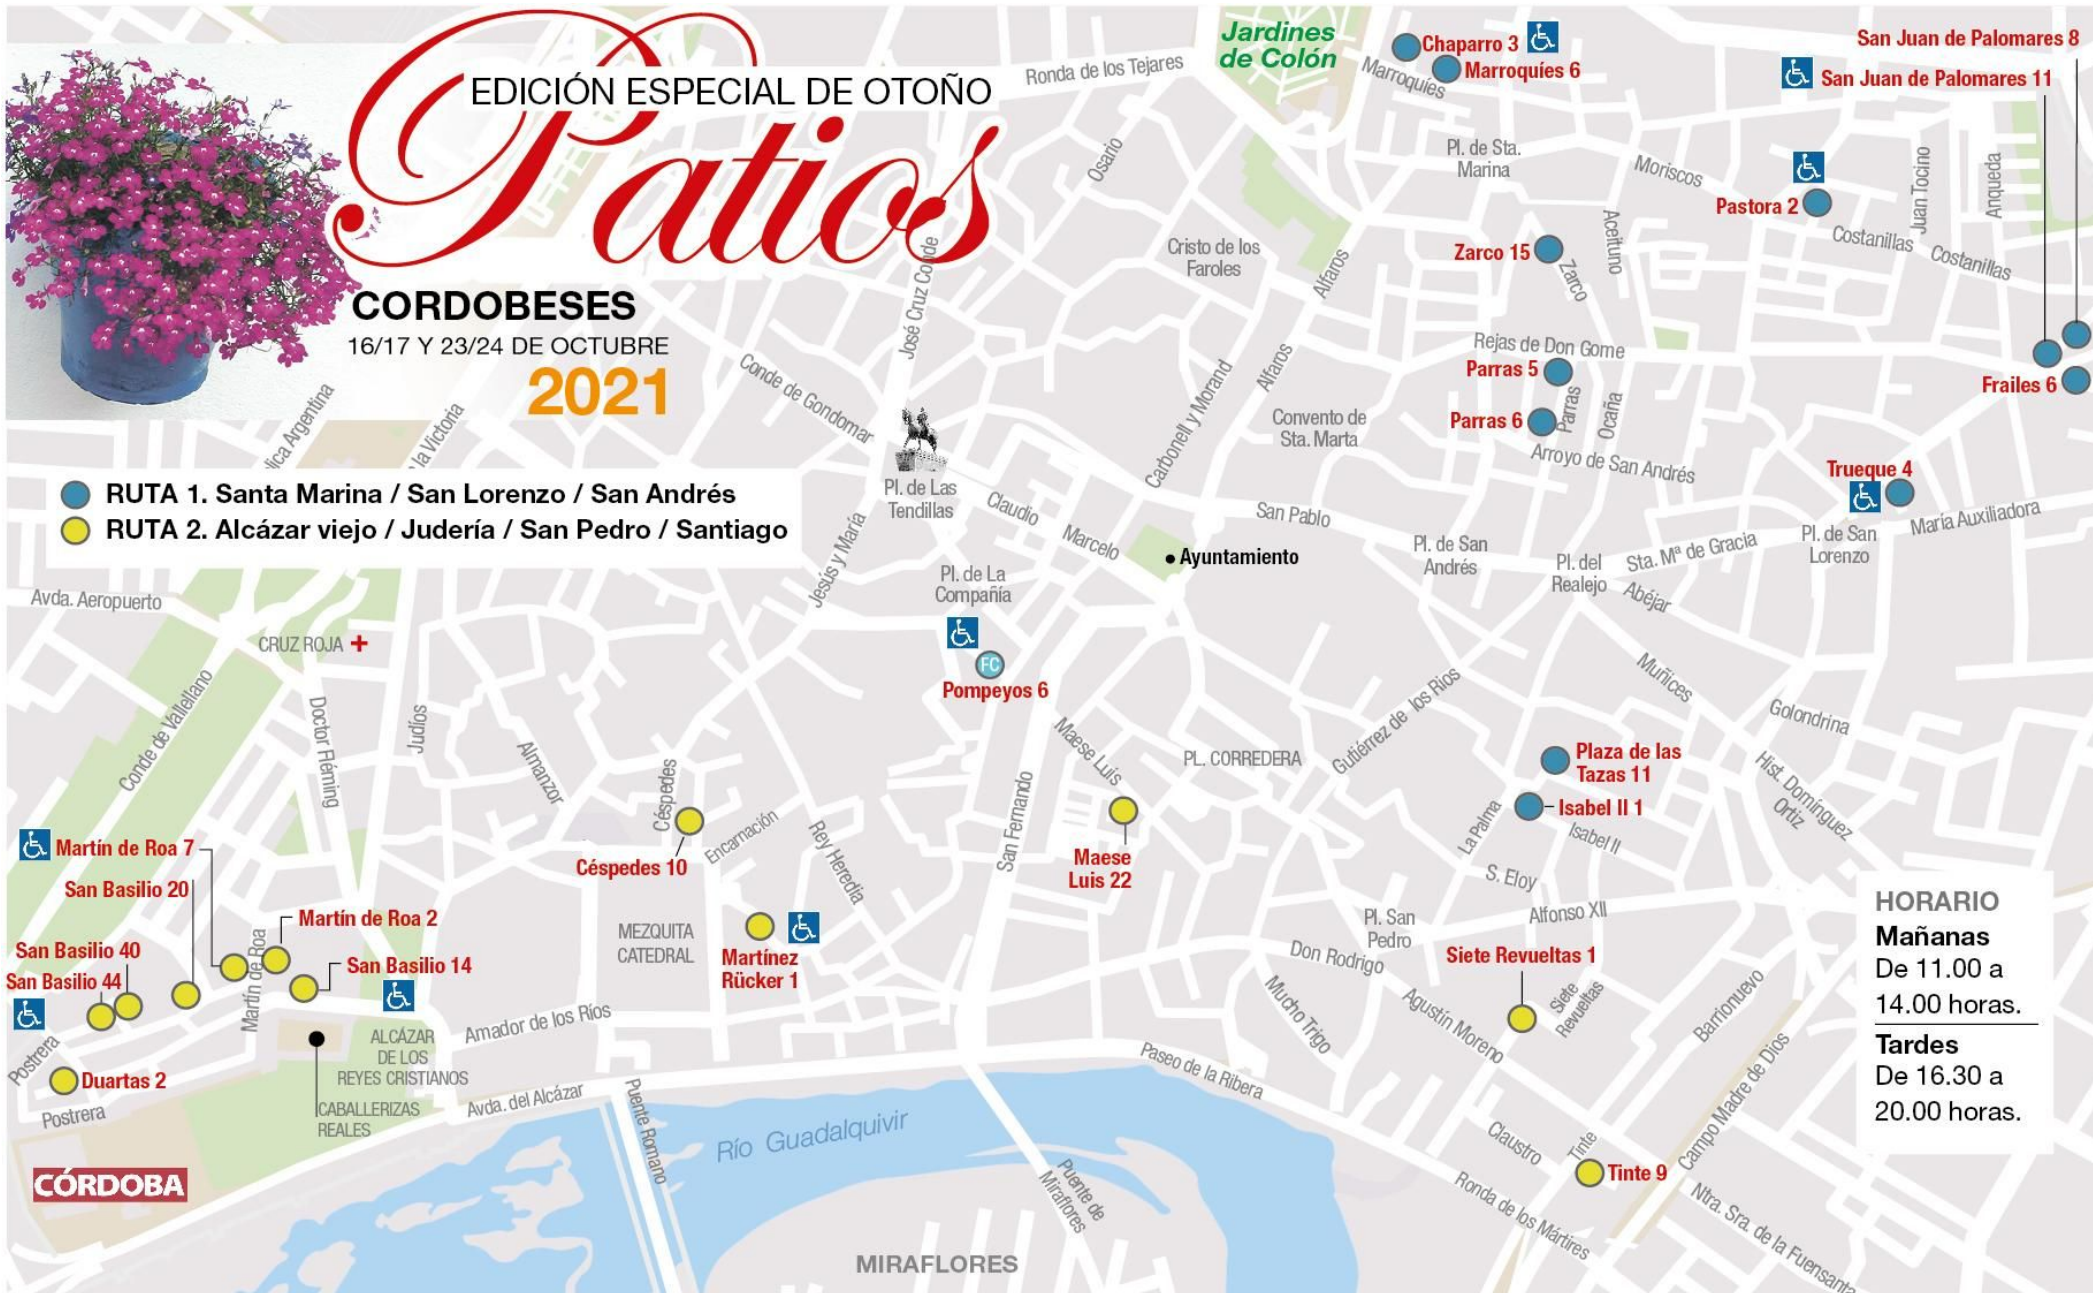 EDICIÓN ESPECIAL DE OTOÑO
Patios
CORDOBESES
16/17 Y 23/24 DE OCTUBRE
2021
RUTA 1. Santa Marina / San Lorenzo / San Andrés
RUTA 2. Alcázar viejo / Judería / San Pedro / Santiago
Jardines
de Colón
Ronda de los Tejares
Osario
Chaparro 3
Marroquíes 6
Marroquíes
San Juan de Palomares 8
San Juan de Palomares 11
Pl. de Sta.
Marina
Moriscos
Pastora 2
Juan Tocino
Anqueda
Costanillas
Costanillas
Aceituno
Zarco 15
Zarco
Cristo de los
Faroles
Alfaros
José Cruz Conde
Rejas de Don Gome
Parras 5
Parras
Ocaña
Parras 6
Frailes 6
Alfaros
Carbonell y Morand
Convento de
Sta. Marta
Arroyo de San Andrés
Trueque 4
Conde de Gondomar
la Victoria
Pl. de Las
Tendillas
Claudio
Marcelo
San Pablo
Ayuntamiento
Pl. de San
Andrés
Pl. del
Realejo
Sta. Mª de Gracia
Pl. de San
Lorenzo
María Auxiliadora
Abéjar
Jesús y María
Pl. de La
Compañía
FC
Pompeyos 6
Avda. Aeropuerto
CRUZ ROJA
Conde de Vallellano
Doctor Fléming
Judíos
Almanzor
Céspedes
Céspedes 10
Encarnación
Rey Heredia
San Fernando
Maese Luis
Maese
Luis 22
PL. CORREDERA
Gutiérrez de los Rios
Muñices
Golondrina
Plaza de las
Tazas 11
Isabel II 1
Isabel II
La Palma
Hist. Domínguez
Ortiz
S. Eloy
Alfonso XII
Pl. San
Pedro
Don Rodrigo
Siete Revueltas 1
Siete
Revueltas
Agustín Moreno
Mucho Trigo
Barrionuevo
Campo Madre de Dios
Martín de Roa 7
San Basilio 20
Martín de Roa 2
San Basilio 40
San Basilio 44
San Basilio 14
Martín de Roa
Postrera
Duartas 2
Postrera
MEZQUITA
CATEDRAL
Martínez
Rücker 1
Amador de los Ríos
ALCÁZAR
DE LOS
REYES CRISTIANOS
CABALLERIZAS
REALES
Avda. del Alcázar
Puente Romano
Río Guadalquivir
Puente de
Miraflores
Paseo de la Ribera
Claustro
Tinte
Tinte 9
Ronda de los Mártires
Ntra. Sra. de la Fuensanta
MIRAFLORES
CÓRDOBA
HORARIO
Mañanas
De 11.00 a
14.00 horas.
Tardes
De 16.30 a
20.00 horas.